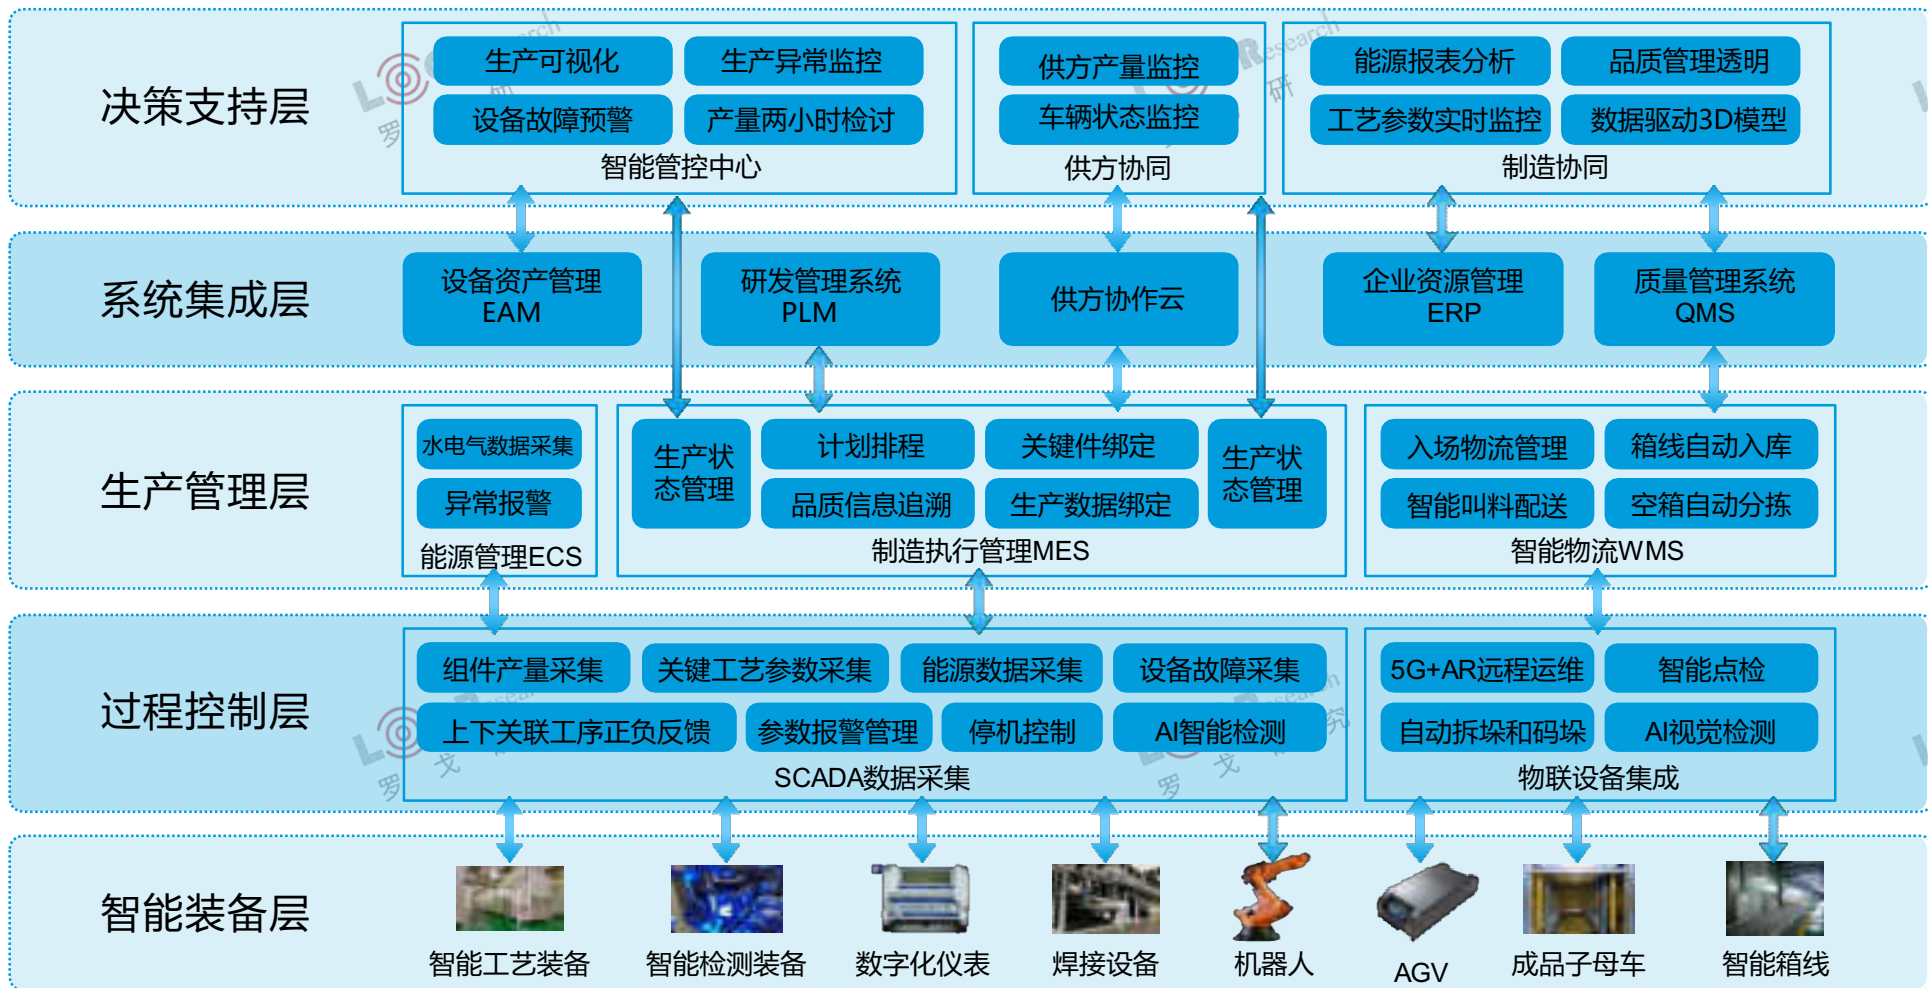 决策支持层
生产可视化
生产异常监控
设备故障预警
产量两小时检讨
智能管控中心
供方产量监控
车辆状态监控
供方协同
能源报表分析
品质管理透明
工艺参数实时监控
数据驱动3D模型
制造协同
系统集成层
设备资产管理
EAM
研发管理系统
PLM
供方协作云
企业资源管理
ERP
质量管理系统
QMS
生产管理层
水电气数据采集
异常报警
能源管理ECS
生产状
态管理
计划排程
关键件绑定
品质信息追溯
生产数据绑定
生产状
态管理
制造执行管理MES
入场物流管理
箱线自动入库
智能叫料配送
空箱自动分拣
智能物流WMS
过程控制层
组件产量采集
关键工艺参数采集
能源数据采集
设备故障采集
上下关联工序正负反馈
参数报警管理
停机控制
AI智能检测
SCADA数据采集
5G+AR远程运维
智能点检
自动拆垛和码垛
AI视觉检测
物联设备集成
智能装备层
智能工艺装备
智能检测装备
数字化仪表
焊接设备
机器人
AGV
成品子母车
智能箱线